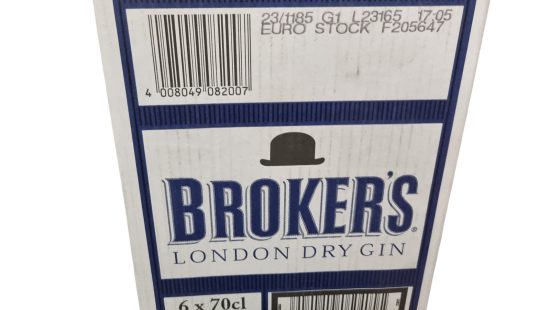 23/1185 G1 L23165 17:05
EURO STOCK F205647
4 008049 082007
BROKER'S®
LONDON DRY GIN
6 x 70cl